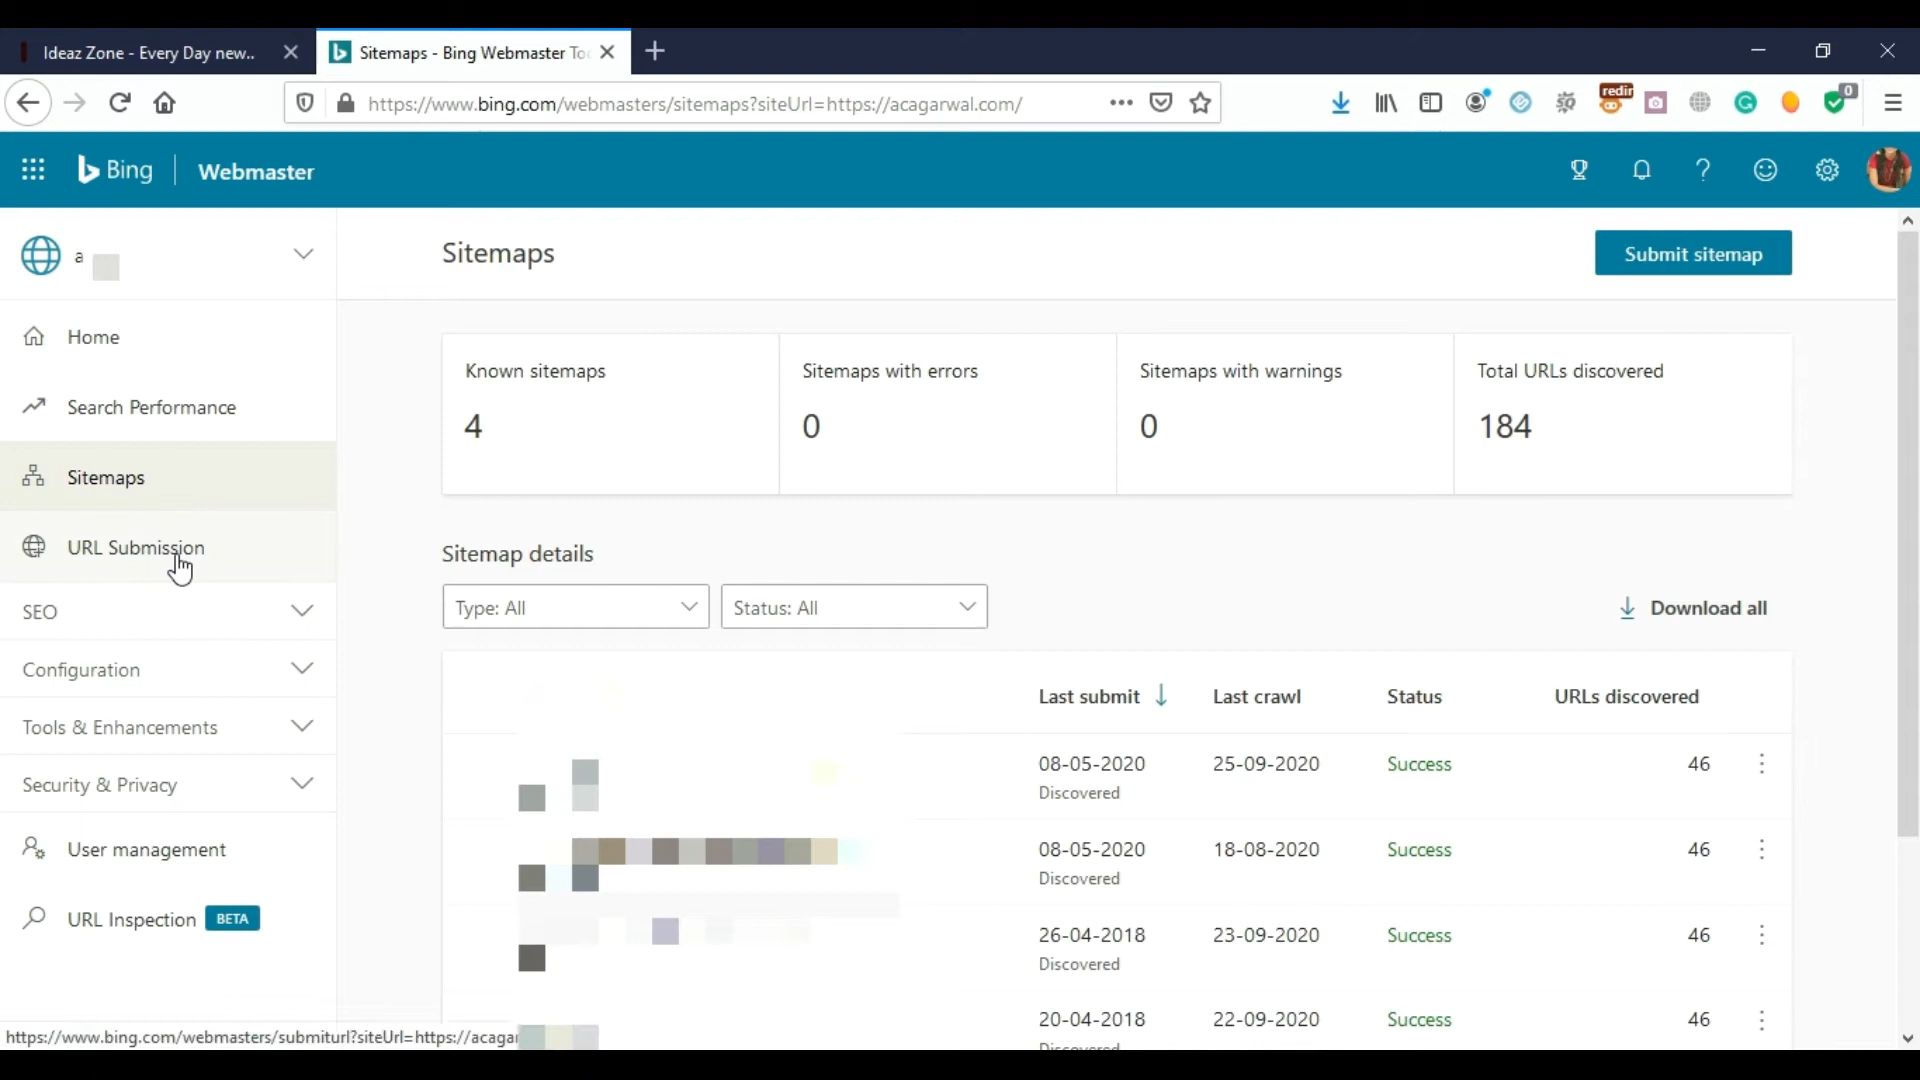 Ideaz Zone - Every Day new..
Sitemaps - Bing Webmaster To
https://www.bing.com/webmasters/sitemaps?siteUrl=https://acagarwal.com/
redir
0
Bing
Webmaster
a
Sitemaps
Submit sitemap
Home
Search Performance
Sitemaps
URL Submission
SEO
Configuration
Tools & Enhancements
Security & Privacy
User management
URL Inspection BETA
Known sitemaps
4
Sitemaps with errors
0
Sitemaps with warnings
0
Total URLs discovered
184
Sitemap details
Type: All
Status: All
Download all
Last submit Last crawl Status URLs discovered
08-05-2020 25-09-2020 Success 46
Discovered
08-05-2020 18-08-2020 Success 46
Discovered
26-04-2018 23-09-2020 Success 46
Discovered
20-04-2018 22-09-2020 Success 46
Discovered
https://www.bing.com/webmasters/submiturl?siteUrl=https://acagar